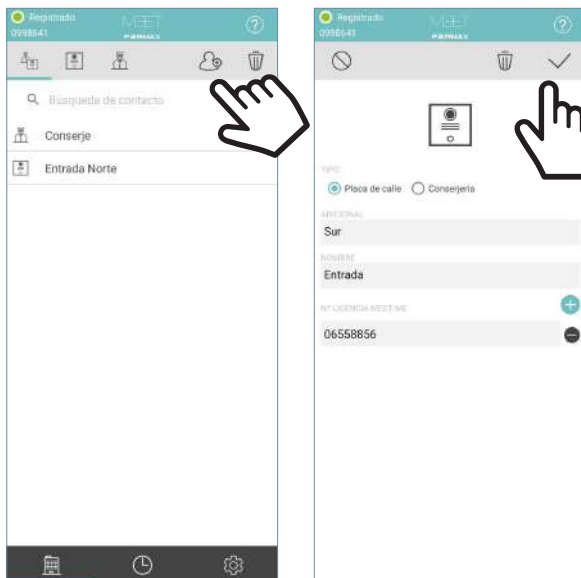 Registrado
0998641
MEET
FERMAX
?
Búsqueda de contacto
Conserje
Entrada Norte
Registrado
0998641
MEET
FERMAX
?
TIPO
Placa de calle
Conserjería
ADICIONAL
Sur
NOMBRE
Entrada
Nº LICENCIA MEET ME
06558856